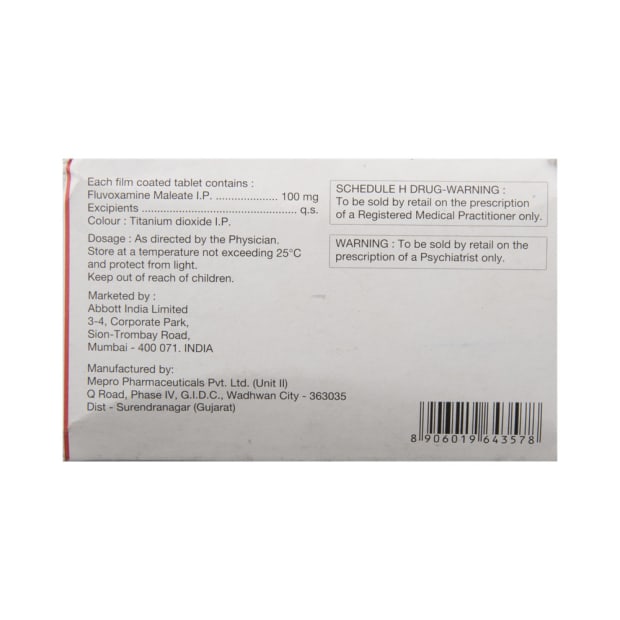 Each film coated tablet contains :
Fluvoxamine Maleate I.P. .................... 100 mg
Excipients ................................................ q.s.
Colour : Titanium dioxide I.P.
Dosage : As directed by the Physician.
Store at a temperature not exceeding 25°C
and protect from light.
Keep out of reach of children.
Marketed by :
Abbott India Limited
3-4, Corporate Park,
Sion-Trombay Road,
Mumbai - 400 071. INDIA
Manufactured by:
Mepro Pharmaceuticals Pvt. Ltd. (Unit II)
Q Road, Phase IV, G.I.D.C., Wadhwan City - 363035
Dist - Surendranagar (Gujarat)
SCHEDULE H DRUG-WARNING :
To be sold by retail on the prescription
of a Registered Medical Practitioner only.
WARNING : To be sold by retail on the
prescription of a Psychiatrist only.
8 906019 643578